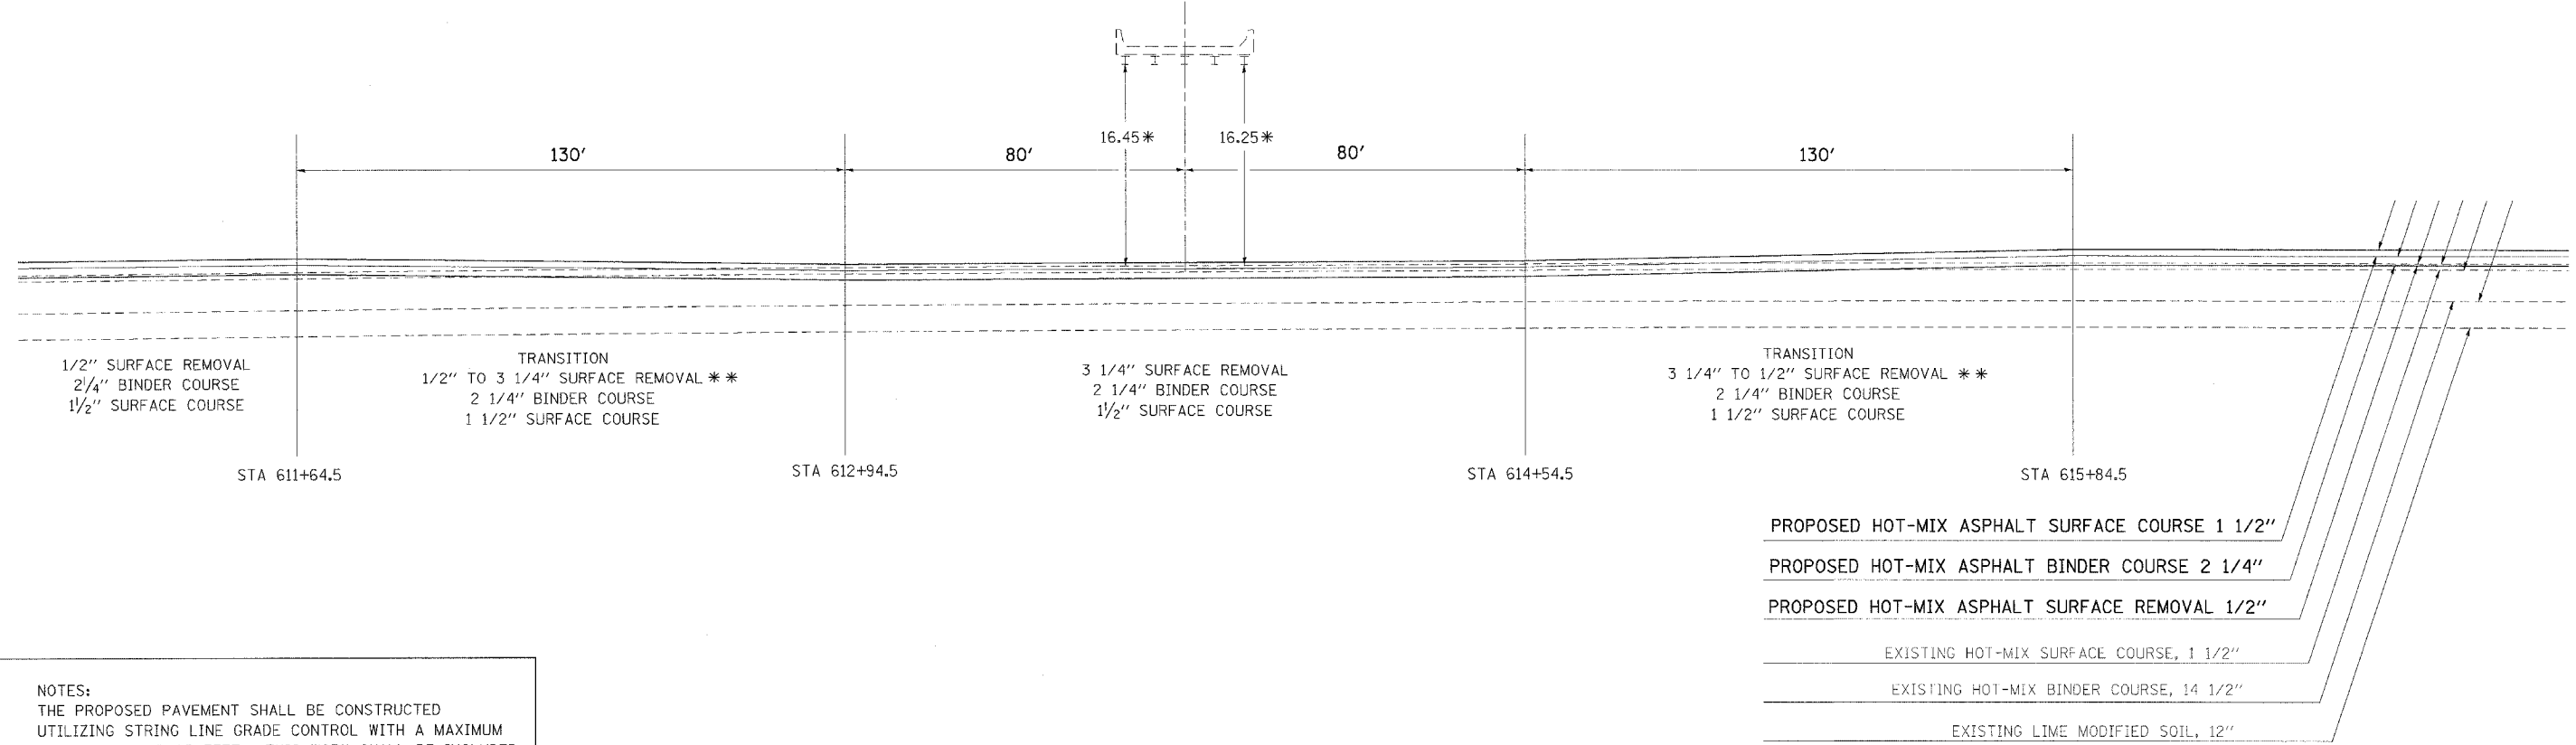 16.45*
16.25*
130′
80′
80′
130′
1/2″ SURFACE REMOVAL
2 1/4″ BINDER COURSE
1 1/2″ SURFACE COURSE
TRANSITION
1/2″ TO 3 1/4″ SURFACE REMOVAL * *
2 1/4″ BINDER COURSE
1 1/2″ SURFACE COURSE
3 1/4″ SURFACE REMOVAL
2 1/4″ BINDER COURSE
1 1/2″ SURFACE COURSE
TRANSITION
3 1/4″ TO 1/2″ SURFACE REMOVAL * *
2 1/4″ BINDER COURSE
1 1/2″ SURFACE COURSE
STA 611+64.5
STA 612+94.5
STA 614+54.5
STA 615+84.5
PROPOSED HOT-MIX ASPHALT SURFACE COURSE 1 1/2″
PROPOSED HOT-MIX ASPHALT BINDER COURSE 2 1/4″
PROPOSED HOT-MIX ASPHALT SURFACE REMOVAL 1/2″
EXISTING HOT-MIX SURFACE COURSE, 1 1/2″
EXISTING HOT-MIX BINDER COURSE, 14 1/2″
EXISTING LIME MODIFIED SOIL, 12″
NOTES:
THE PROPOSED PAVEMENT SHALL BE CONSTRUCTED
UTILIZING STRING LINE GRADE CONTROL WITH A MAXIMUM